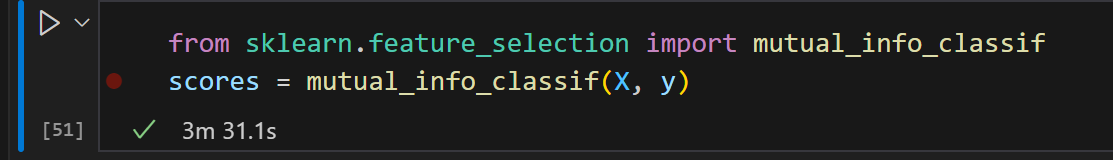 from sklearn.feature_selection import mutual_info_classif
scores = mutual_info_classif(X, y)
[51] 3m 31.1s